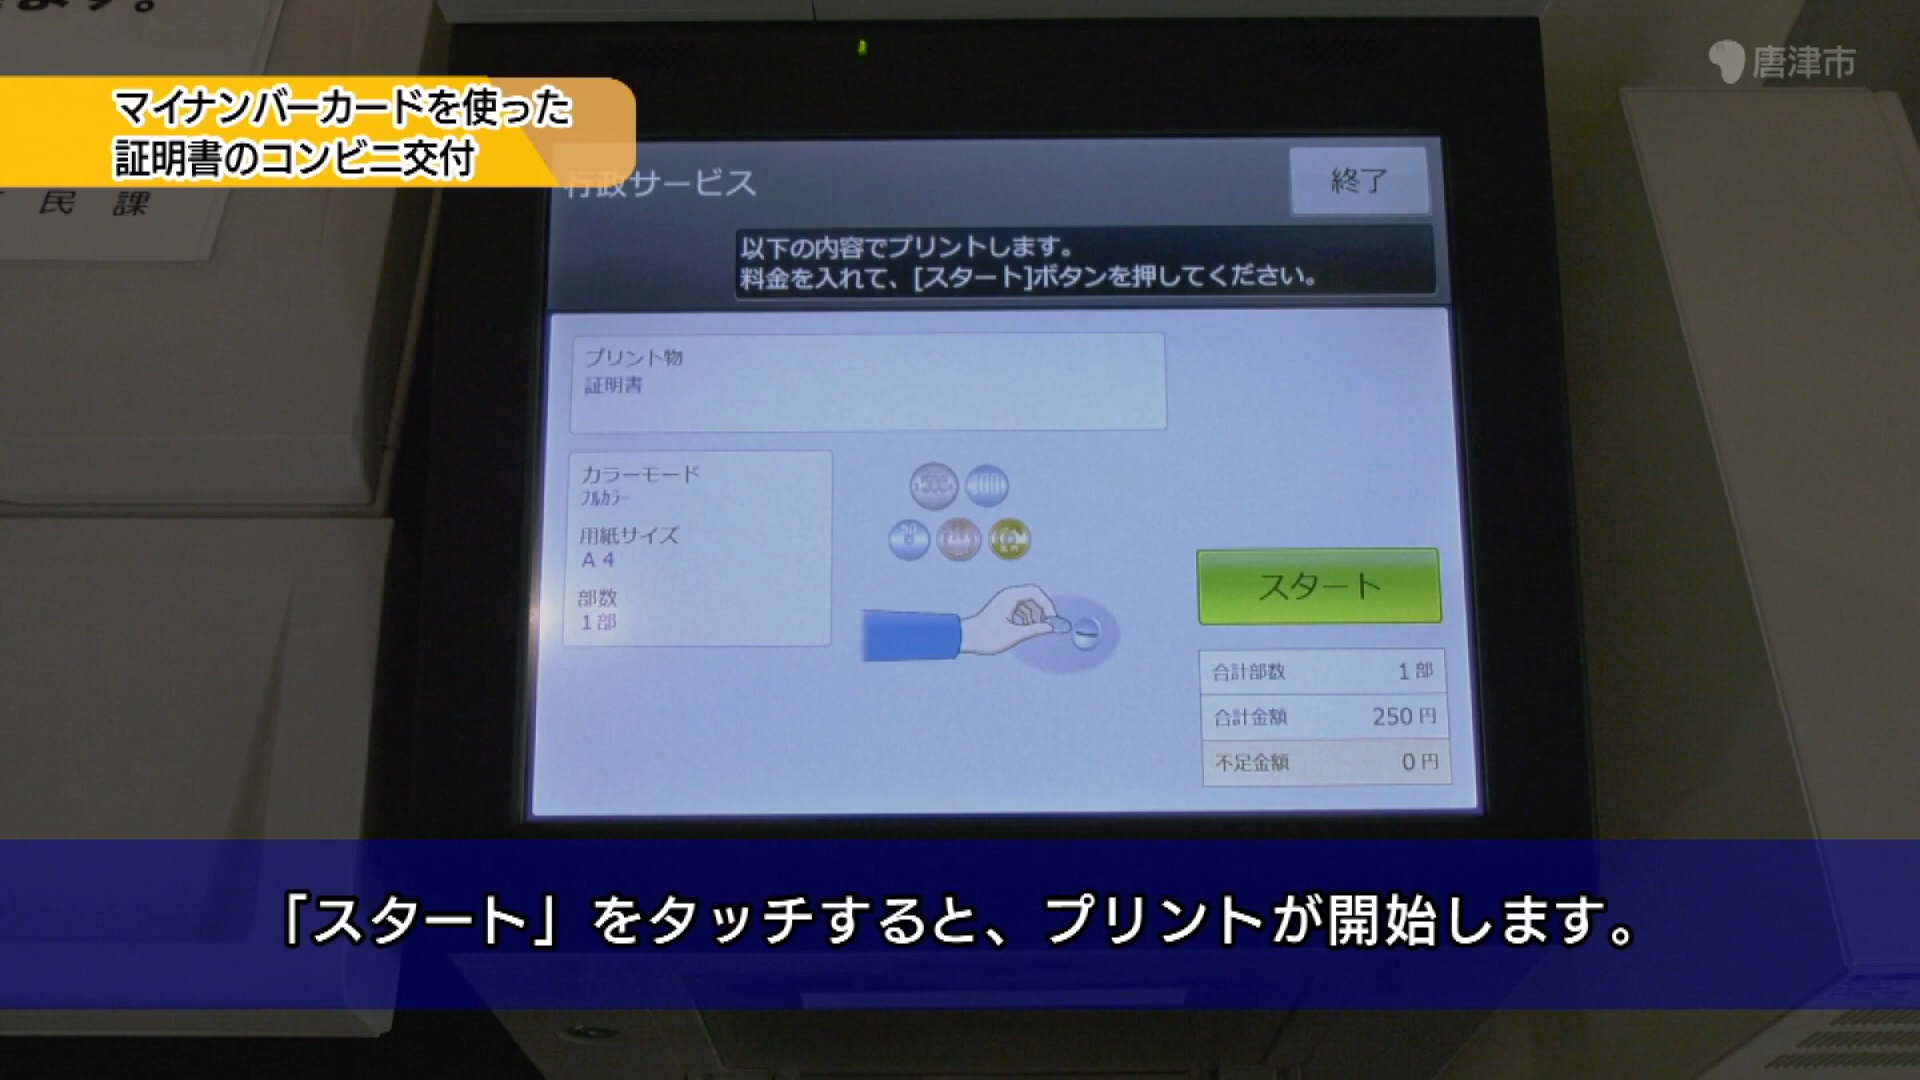 ます。
唐津市
マイナンバーカードを使った
証明書のコンビニ交付
民 課
行政サービス
終了
以下の内容でプリントします。
料金を入れて、[スタート]ボタンを押してください。
プリント物
証明書
カラーモード
フルカラー
用紙サイズ
A4
部数
1部
500
100
50
スタート
合計部数 1部
合計金額 250円
不足金額 0円
「スタート」をタッチすると、プリントが開始します。